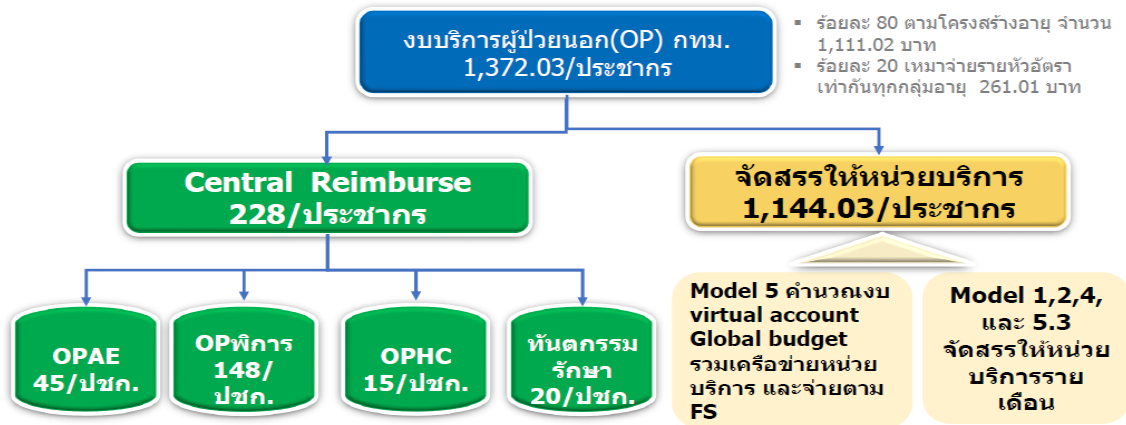 งบบริการผู้ป่วยนอก(OP) กทม.
1,372.03/ประชากร
▪ ร้อยละ 80 ตามโครงสร้างอายุ จำนวน
1,111.02 บาท
▪ ร้อยละ 20 เหมาจ่ายรายหัวอัตรา
เท่ากันทุกกลุ่มอายุ 261.01 บาท
Central Reimburse
228/ประชากร
จัดสรรให้หน่วยบริการ
1,144.03/ประชากร
OPAE
45/ปชก.
OPพิการ
148/
ปชก.
OPHC
15/ปชก.
ทันตกรรม
รักษา
20/ปชก.
Model 5 คำนวณงบ
virtual account
Global budget
รวมเครือข่ายหน่วย
บริการ และจ่ายตาม
FS
Model 1,2,4,
และ 5.3
จัดสรรให้หน่วย
บริการราย
เดือน